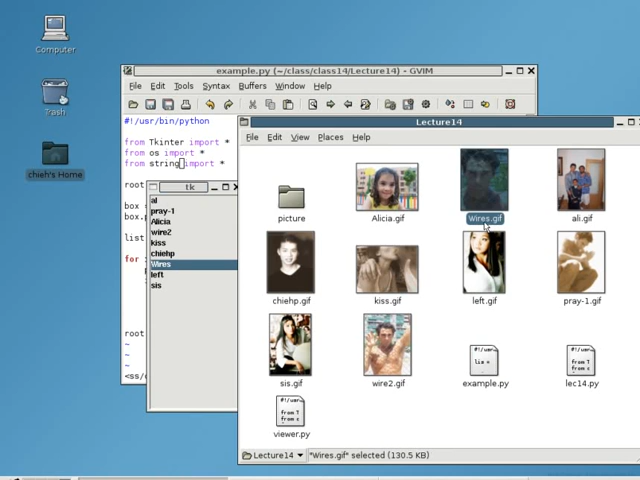 Computer
Trash
chieh's Home
example.py (~/class/class14/Lecture14) - GVIM
File Edit Tools Syntax Buffers Window Help
#!/usr/bin/python
from Tkinter import *
from os import *
from string import *
root
box =
box.p
list
for
root
~
~
~
<ss/c
tk
al
pray-1
Alicia
wire2
kiss
chiehp
Wires
left
sis
Lecture14
File Edit View Places Help
picture
Alicia.gif
Wires.gif
ali.gif
chiehp.gif
kiss.gif
left.gif
pray-1.gif
sis.gif
wire2.gif
example.py
lec14.py
viewer.py
Lecture14
"Wires.gif" selected (130.5 KB)